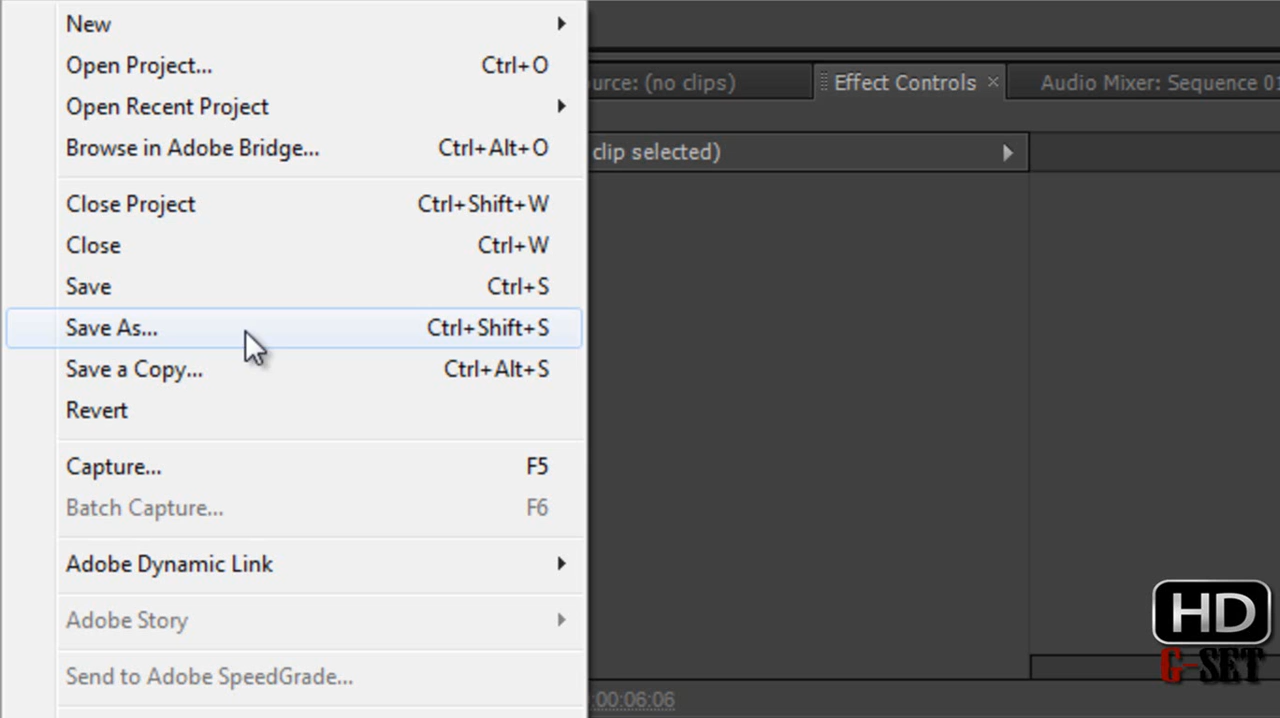 New
Open Project... Ctrl+O
Open Recent Project
Browse in Adobe Bridge... Ctrl+Alt+O
Close Project Ctrl+Shift+W
Close Ctrl+W
Save Ctrl+S
Save As... Ctrl+Shift+S
Save a Copy... Ctrl+Alt+S
Revert
Capture... F5
Batch Capture... F6
Adobe Dynamic Link
Adobe Story
Send to Adobe SpeedGrade...
urce: (no clips) Effect Controls × Audio Mixer: Sequence 01
clip selected)
:00:06:06
HD
G-SET